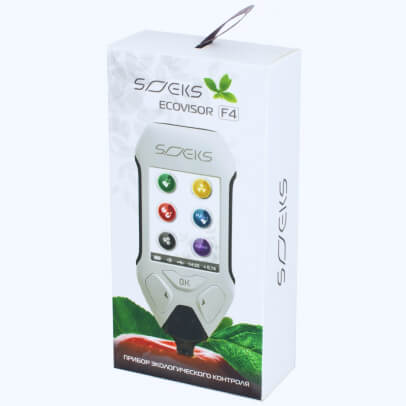 SOEKS
ECOVISOR F4
SOEKS
OK
ПРИБОР ЭКОЛОГИЧЕСКОГО КОНТРОЛЯ
SOEKS